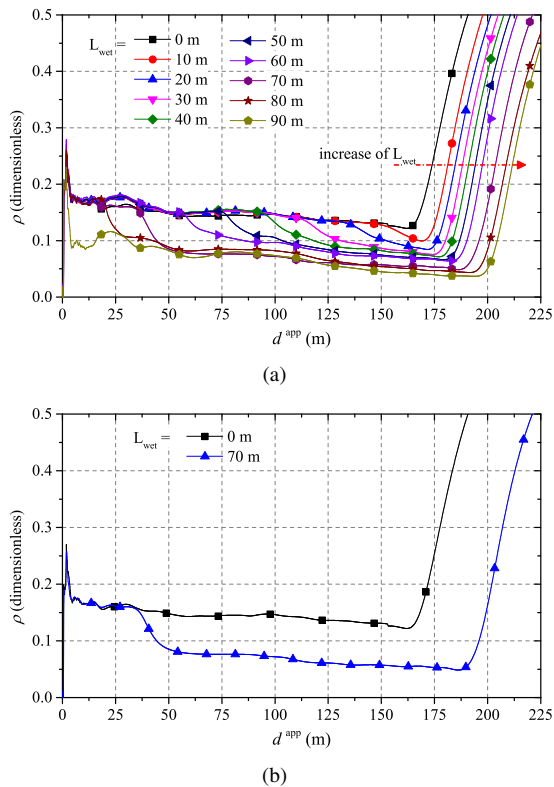 (a)
L_wet =
0 m
10 m
20 m
30 m
40 m
50 m
60 m
70 m
80 m
90 m
increase of L_wet
ρ (dimensionless)
0.5
0.4
0.3
0.2
0.1
0.0
0 25 50 75 100 125 150 175 200 225
d^app (m)
(a)
L_wet =
0 m
70 m
ρ (dimensionless)
0.5
0.4
0.3
0.2
0.1
0.0
0 25 50 75 100 125 150 175 200 225
d^app (m)
(b)